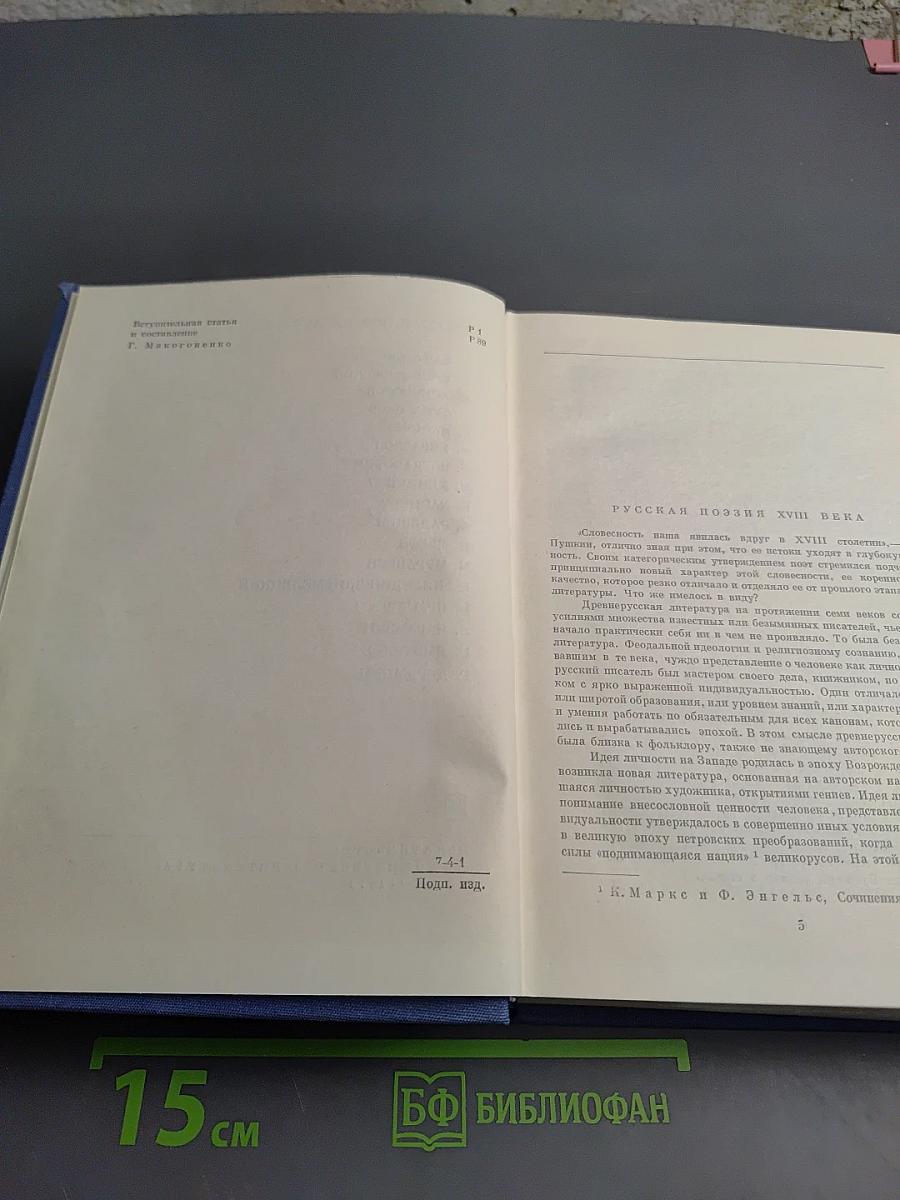 Вступительная статья
и составление
Г. Макогоненко
Р 1
Р 89
7-4-1
Подп. изд.
РУССКАЯ ПОЭЗИЯ XVIII ВЕКА
«Словесность наша явилась вдруг в XVIII столетии»,—
Пушкин, отлично зная при этом, что ее истоки уходят в глубоку
ность. Своим категорическим утверждением поэт стремился подч
принципиально новый характер этой словесности, ее коренно
качество, которое резко отличало и отделяло ее от прошлого этапа
литературы. Что же имелось в виду?
Древнерусская литература на протяжении семи веков со
усилиями множества известных или безымянных писателей, чье
начало практически себя ни в чем не проявляло. То была без
литература. Феодальной идеологии и религиозному сознанию,
вавшим в те века, чуждо представление о человеке как лично
русский писатель был мастером своего дела, книжником, но
ком с ярко выраженной индивидуальностью. Один отличал
или широтой образования, или уровнем знаний, или характер
и умения работать по обязательным для всех канонам, кото
лись и вырабатывались эпохой. В этом смысле древнерусс
была близка к фольклору, также не знающему авторског
Идея личности на Западе родилась в эпоху Возрожде
возникла новая литература, основанная на авторском на
шаяся личностью художника, открытиями гениев. Идея ли
понимание внесословной ценности человека, представле
видуальности утверждалось в совершенно иных условия
в великую эпоху петровских преобразований, когда
силы «поднимающаяся нация» 1 великорусов. На этой
1 К. Маркс и Ф. Энгельс, Сочинения
5
15 см
БФ БИБЛИОФАН